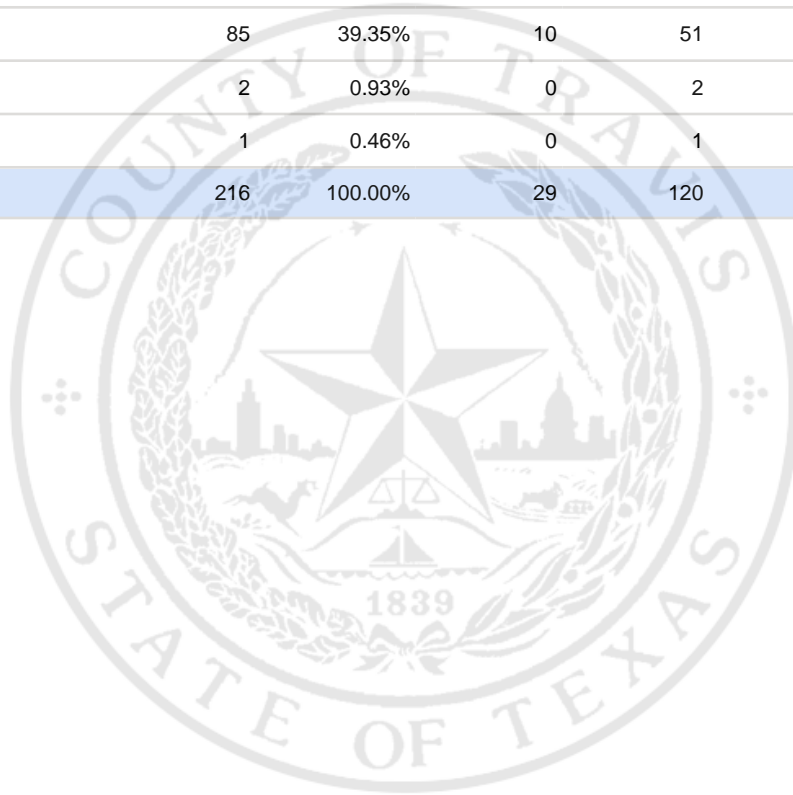 85 39.35% 10 51
2 0.93% 0 2
1 0.46% 0 1
216 100.00% 29 120
COUNTY OF TRAVIS
1839
STATE OF TEXAS